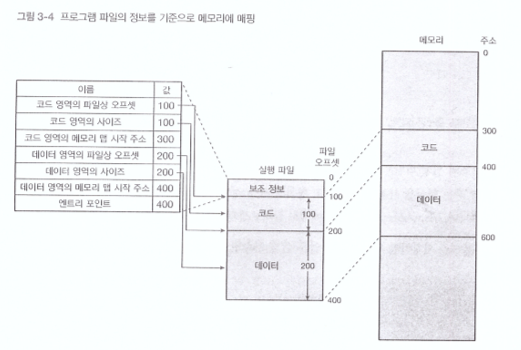 그림 3-4 프로그램 파일의 정보를 기준으로 메모리에 매핑
메모리 주소
0
이름 값
코드 영역의 파일상 오프셋 100
코드 영역의 사이즈 100
코드 영역의 메모리 맵 시작 주소 300
데이터 영역의 파일상 오프셋 200
데이터 영역의 사이즈 200
데이터 영역의 메모리 맵 시작 주소 400
엔트리 포인트 400
실행 파일
파일
오프셋
0
보조 정보
100
코드 100
200
데이터 200
400
300
코드
400
데이터
600